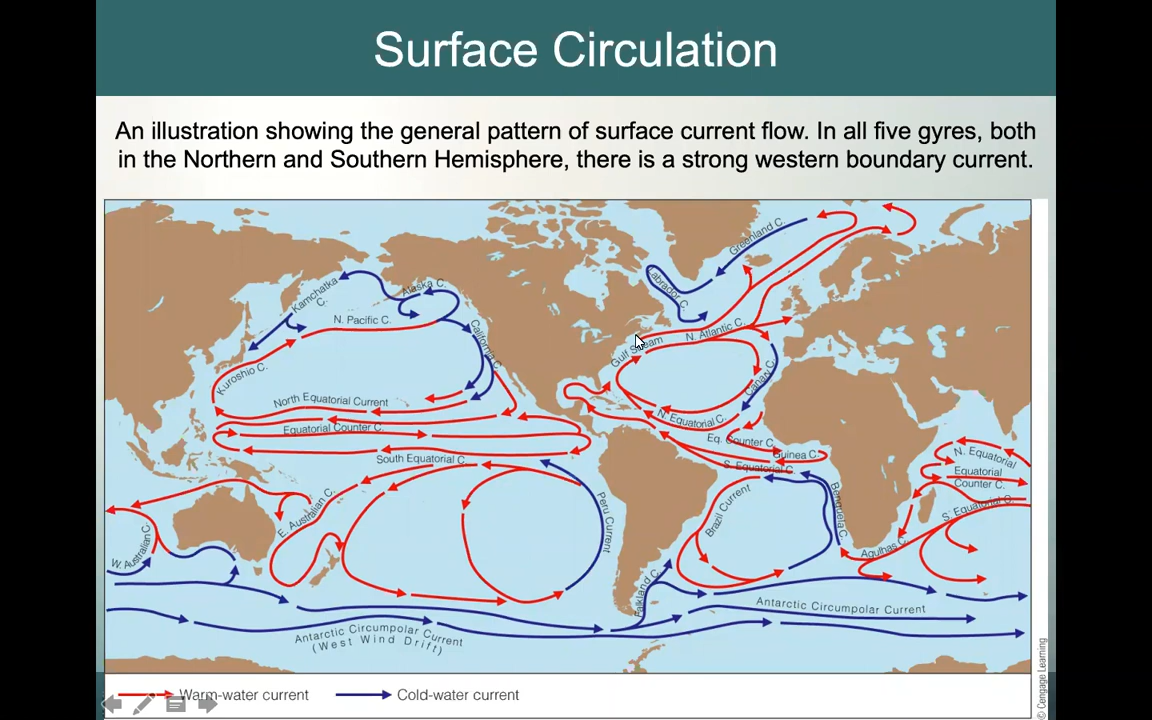 Surface Circulation
An illustration showing the general pattern of surface current flow. In all five gyres, both
in the Northern and Southern Hemisphere, there is a strong western boundary current.
Greenland C.
Labrador C.
Kamchatka
C.
Alaska C.
N. Pacific C.
California C.
N. Atlantic C.
Gulf Stream
Kuroshio C.
Canary C.
North Equatorial Current
N. Equatorial C.
Equatorial Counter C.
Eq. Counter C.
Guinea C.
N. Equatorial
Equatorial
Counter C.
South Equatorial C.
S. Equatorial C.
S. Equatorial C.
E. Australian C.
Peru Current
Brazil Current
Benguela C.
W. Australian C.
Agulhas C.
Falkland C.
Antarctic Circumpolar Current
Antarctic Circumpolar Current
(West Wind Drift)
Warm-water current
Cold-water current
© Cengage Learning